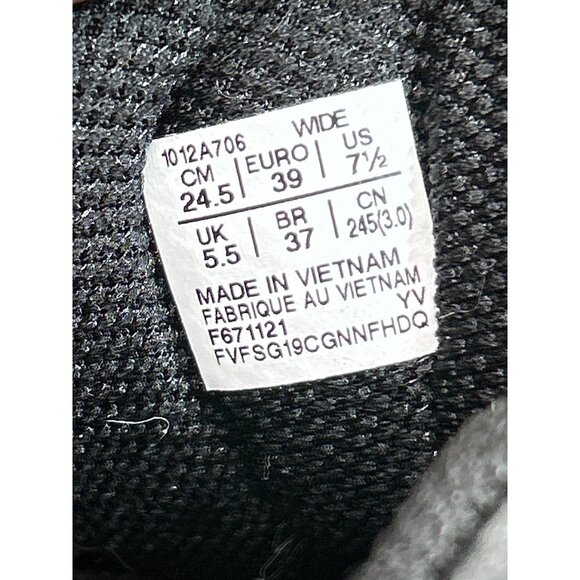 1012A706 WIDE
CM | EURO | US
24.5 | 39 | 7½
UK | BR | CN
5.5 | 37 | 245(3.0)
MADE IN VIETNAM
FABRIQUE AU VIETNAM
F671121 YV
FVFSG19CGNNFHDQ